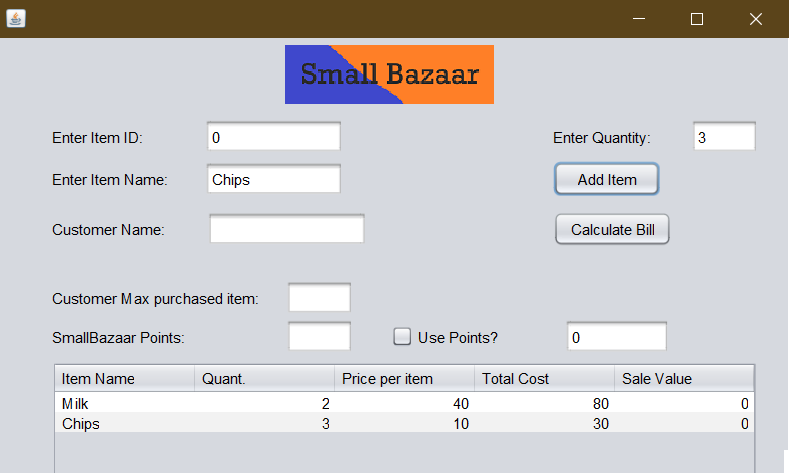 Small Bazaar
Enter Item ID: 0 Enter Quantity: 3
Enter Item Name: Chips Add Item
Customer Name: Calculate Bill
Customer Max purchased item:
SmallBazaar Points: Use Points? 0
Item Name Quant. Price per item Total Cost Sale Value
Milk 2 40 80 0
Chips 3 10 30 0